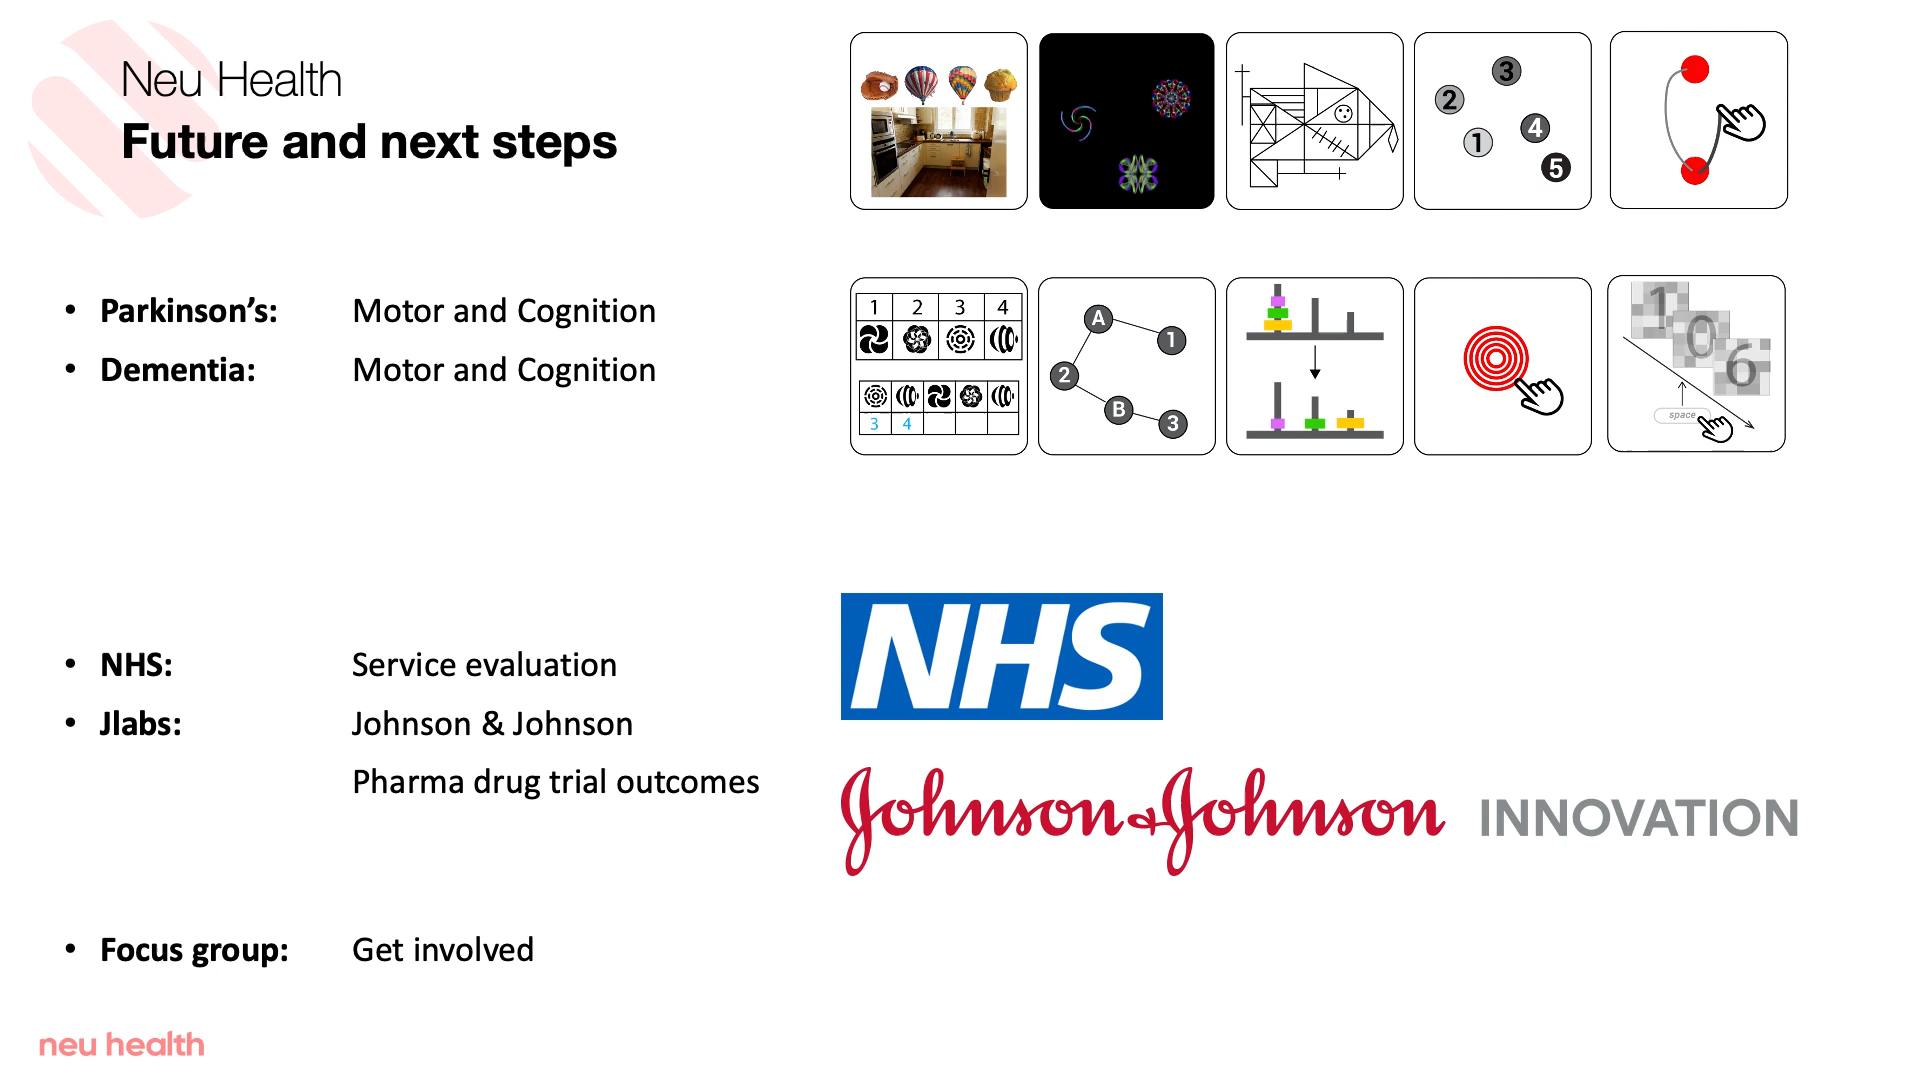 Neu Health
Future and next steps
3
2
4
1
5
• Parkinson’s: Motor and Cognition
• Dementia: Motor and Cognition
1 2 3 4
3 4
A
1
2
B
3
1
0
6
space
• NHS: Service evaluation
• Jlabs: Johnson & Johnson
Pharma drug trial outcomes
NHS
Johnson & Johnson INNOVATION
• Focus group: Get involved
neu health